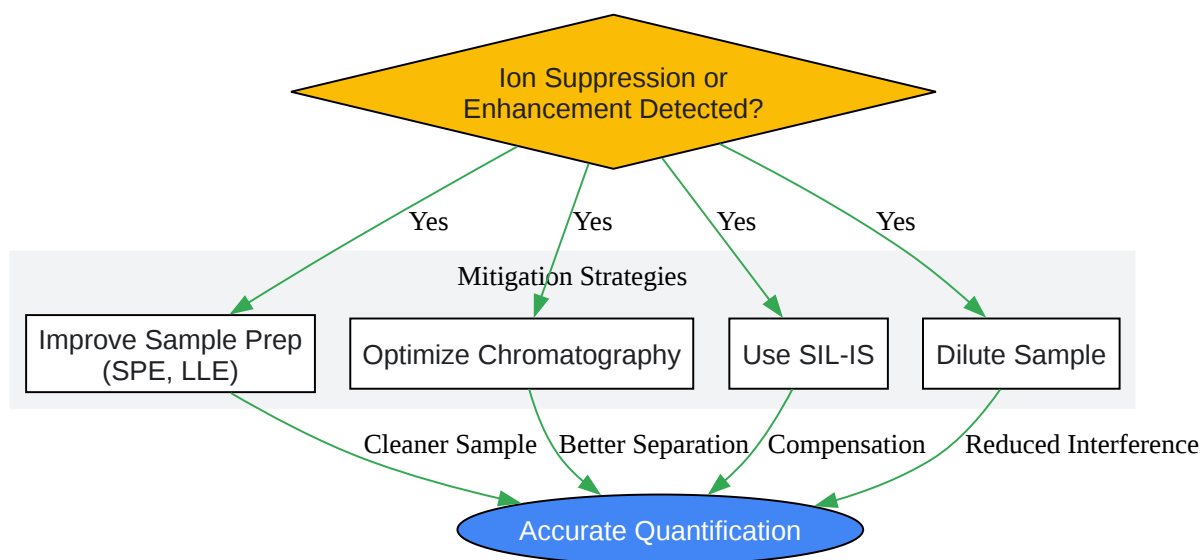 Ion Suppression or
Enhancement Detected?
Yes
Yes
Yes
Yes
Mitigation Strategies
Improve Sample Prep
(SPE, LLE)
Optimize Chromatography
Use SIL-IS
Dilute Sample
Cleaner Sample
Better Separation
Compensation
Reduced Interference
Accurate Quantification